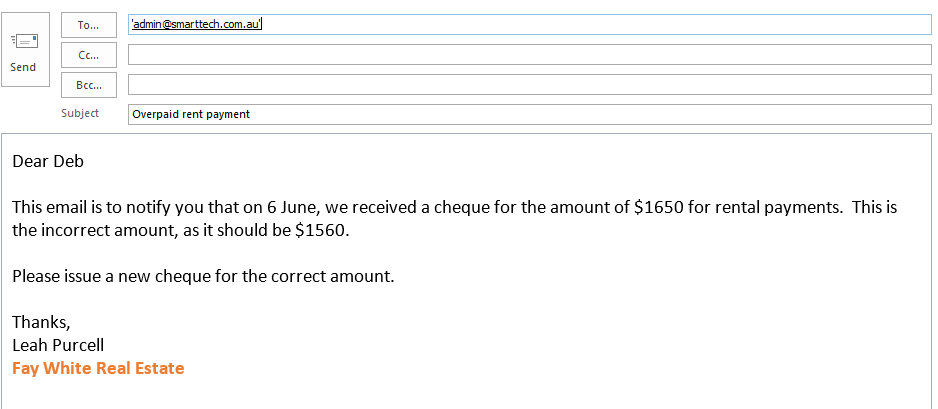 To...
'admin@smarttech.com.au'
Cc...
Send
Bcc...
Subject
Overpaid rent payment
Dear Deb
This email is to notify you that on 6 June, we received a cheque for the amount of $1650 for rental payments.  This is
the incorrect amount, as it should be $1560.
Please issue a new cheque for the correct amount.
Thanks,
Leah Purcell
Fay White Real Estate